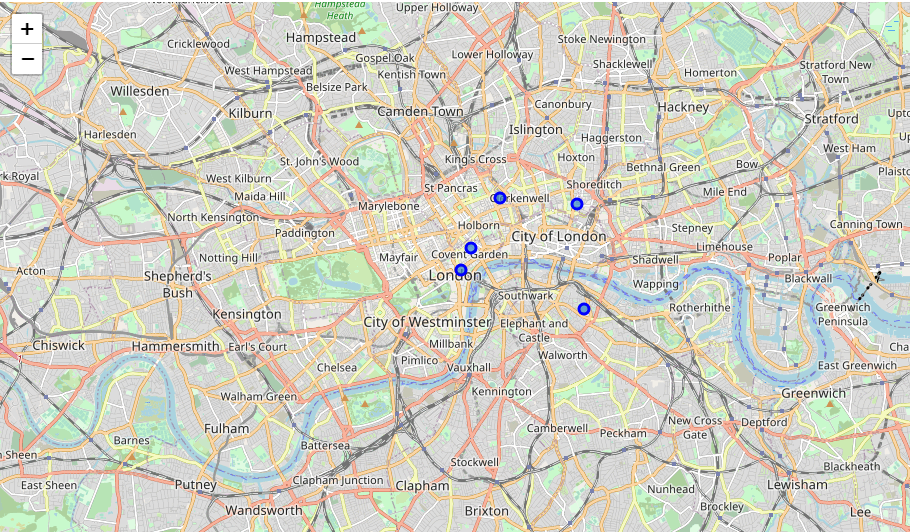 +
−
Hampstead
Heath
Upper Holloway
Cricklewood
Hampstead
Stoke Newington
Gospel Oak
Lower Holloway
Shacklewell
Stratford New
Town
West Hampstead
Kentish Town
Homerton
Belsize Park
Willesden
Kilburn
Camden Town
Canonbury
Hackney
Stratford
Islington
Harlesden
Haggerston
West Ham
St. John's Wood
King's Cross
Hoxton
Bethnal Green
Bow
West Kilburn
St Pancras
Shoreditch
Mile End
Maida Hill
Marylebone
North Kensington
Holborn
Stepney
Canning Town
Paddington
City of London
Limehouse
Notting Hill
Mayfair
Covent Garden
Shadwell
Poplar
Acton
Shepherd's
Bush
London
Blackwall
Wapping
Southwark
Rotherhithe
Greenwich
Peninsula
Kensington
City of Westminster
Elephant and
Castle
Chiswick
Hammersmith
Earl's Court
Millbank
Walworth
Pimlico
Chelsea
Vauxhall
East Greenwich
Kennington
Greenwich
Walham Green
New Cross
Gate
Deptford
Fulham
Camberwell
Peckham
Barnes
Battersea
Stockwell
Blackheath
East Sheen
Putney
Clapham Junction
Clapham
Nunhead
Lewisham
Wandsworth
Brixton
Brockley
Lee